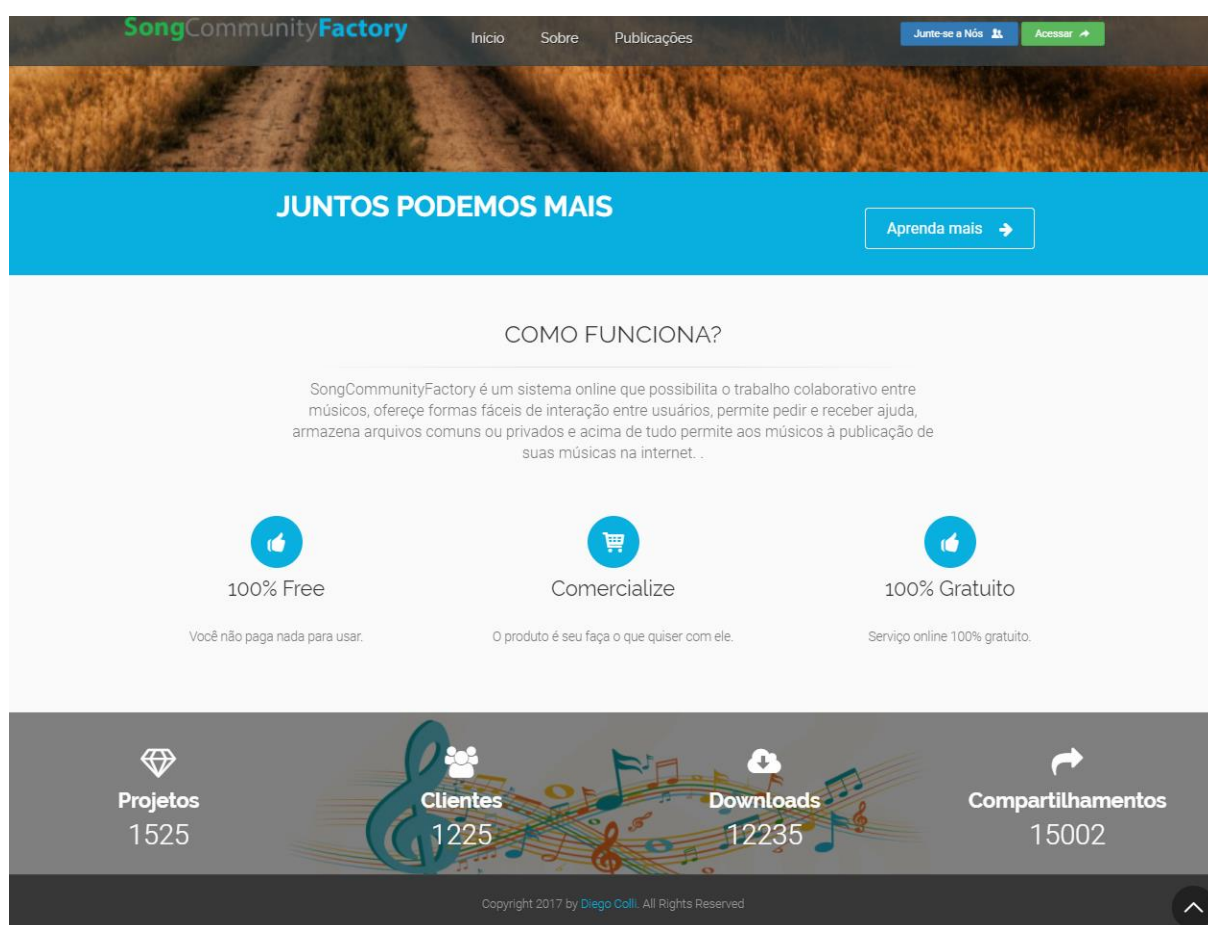 SongCommunityFactory
Inicio Sobre Publicações
Junte-se a Nós Acessar
JUNTOS PODEMOS MAIS
Aprenda mais
COMO FUNCIONA?
SongCommunityFactory é um sistema online que possibilita o trabalho colaborativo entre
músicos, ofereçe formas fáceis de interação entre usuários, permite pedir e receber ajuda,
armazena arquivos comuns ou privados e acima de tudo permite aos músicos à publicação de
suas músicas na internet. .
100% Free
Você não paga nada para usar.
Comercialize
O produto é seu faça o que quiser com ele.
100% Gratuito
Serviço online 100% gratuito.
Projetos
1525
Clientes
1225
Downloads
12235
Compartilhamentos
15002
Copyright 2017 by Diego Colli. All Rights Reserved